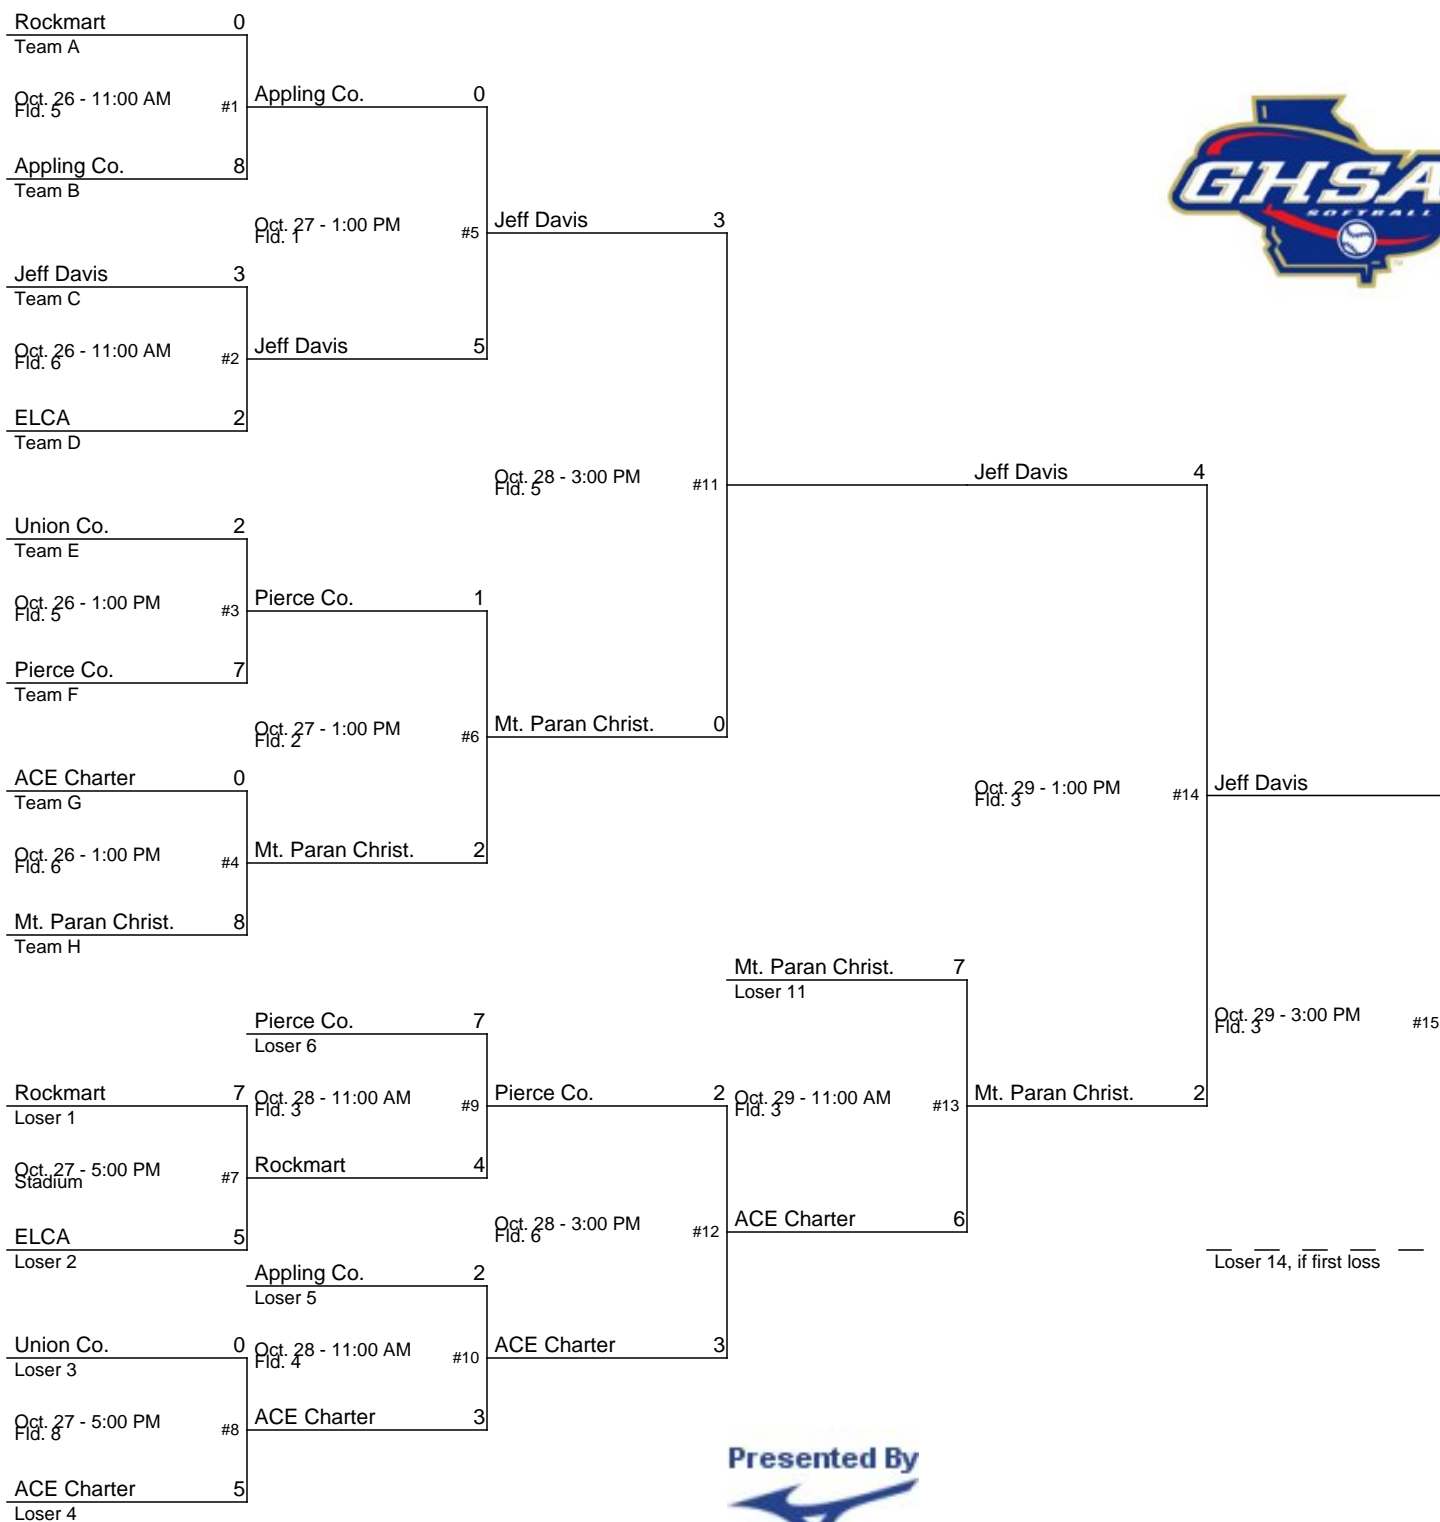 Rockmart 0
Team A
Oct. 26 - 11:00 AM
Fld. 5
#1
Appling Co. 8
Team B
Appling Co. 0
Oct. 27 - 1:00 PM
Fld. 1
#5
Jeff Davis 3
Team C
Oct. 26 - 11:00 AM
Fld. 6
#2
ELCA 2
Team D
Jeff Davis 5
Jeff Davis 3
Oct. 28 - 3:00 PM
Fld. 5
#11
Union Co. 2
Team E
Oct. 26 - 1:00 PM
Fld. 5
#3
Pierce Co. 7
Team F
Pierce Co. 1
Oct. 27 - 1:00 PM
Fld. 2
#6
ACE Charter 0
Team G
Oct. 26 - 1:00 PM
Fld. 6
#4
Mt. Paran Christ. 8
Team H
Mt. Paran Christ. 2
Mt. Paran Christ. 0
GHSA
SOFTBALL
TM
Jeff Davis 4
Oct. 29 - 1:00 PM
Fld. 3
#14
Jeff Davis
Oct. 29 - 3:00 PM
Fld. 3
#15
Mt. Paran Christ. 7
Loser 11
Oct. 29 - 11:00 AM
Fld. 3
#13
Mt. Paran Christ. 2
Pierce Co. 7
Loser 6
Oct. 28 - 11:00 AM
Fld. 3
#9
Rockmart 7
Loser 1
Oct. 27 - 5:00 PM
Stadium
#7
ELCA 5
Loser 2
Rockmart 4
Pierce Co. 2
Oct. 28 - 3:00 PM
Fld. 6
#12
ACE Charter 6
Loser 14, if first loss
Appling Co. 2
Loser 5
Oct. 28 - 11:00 AM
Fld. 4
#10
ACE Charter 3
Union Co. 0
Loser 3
Oct. 27 - 5:00 PM
Fld. 8
#8
ACE Charter 5
Loser 4
ACE Charter 3
Presented By